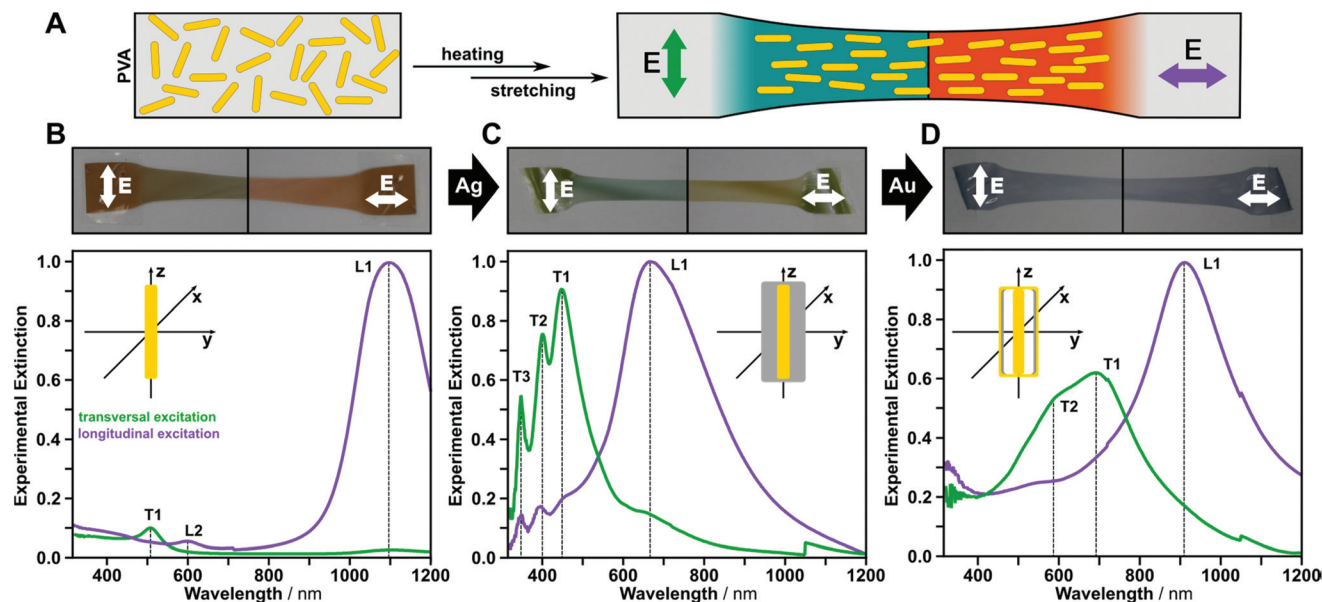 A
PVA
heating
stretching
E
E
B
E
E
Ag
C
E
E
Au
D
E
E
Experimental Extinction
1.0
0.8
0.6
0.4
0.2
0.0
L1
z
x
y
transversal excitation
longitudinal excitation
T1
L2
400
600
800
1000
1200
Wavelength / nm
Experimental Extinction
1.0
0.8
0.6
0.4
0.2
0.0
T3
T2
T1
L1
z
x
y
400
600
800
1000
1200
Wavelength / nm
Experimental Extinction
1.0
0.8
0.6
0.4
0.2
0.0
z
x
y
T2
T1
L1
400
600
800
1000
1200
Wavelength / nm